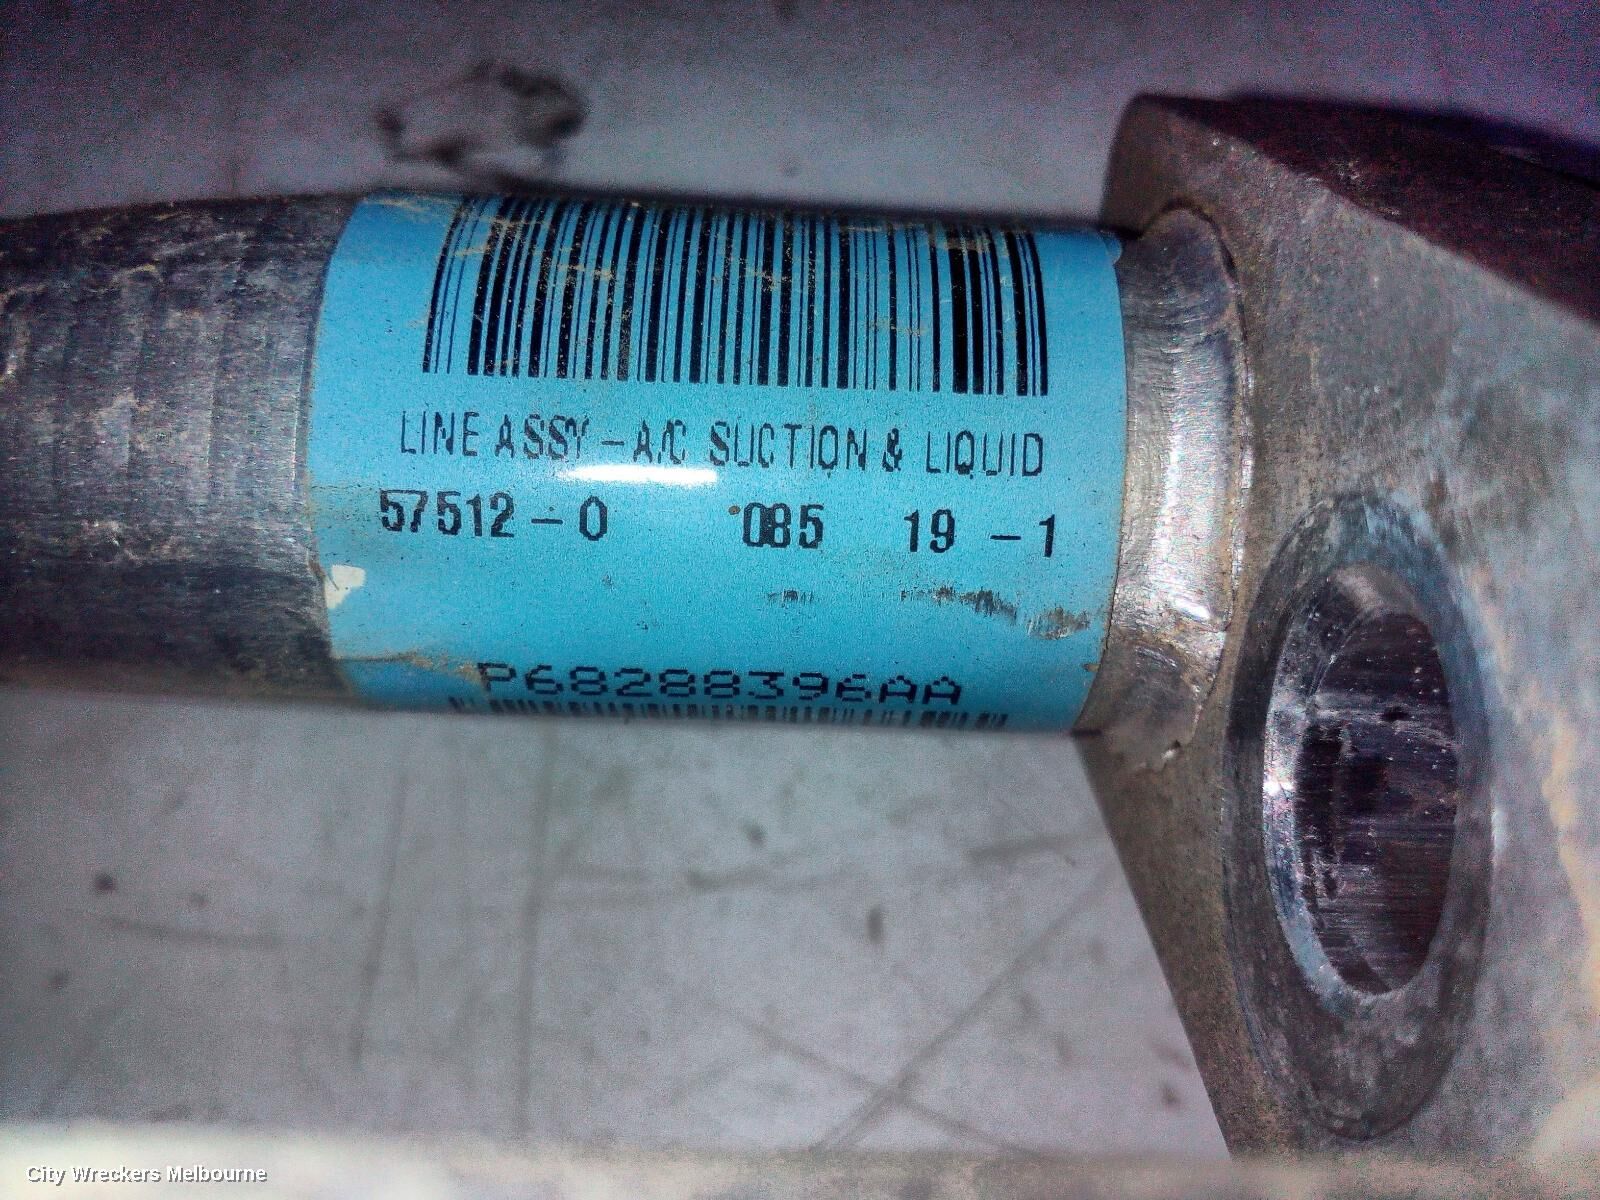 LINE ASSY - A/C SUCTION & LIQUID
57512 - 0 085 19 - 1
P68288396AA
City Wreckers Melbourne